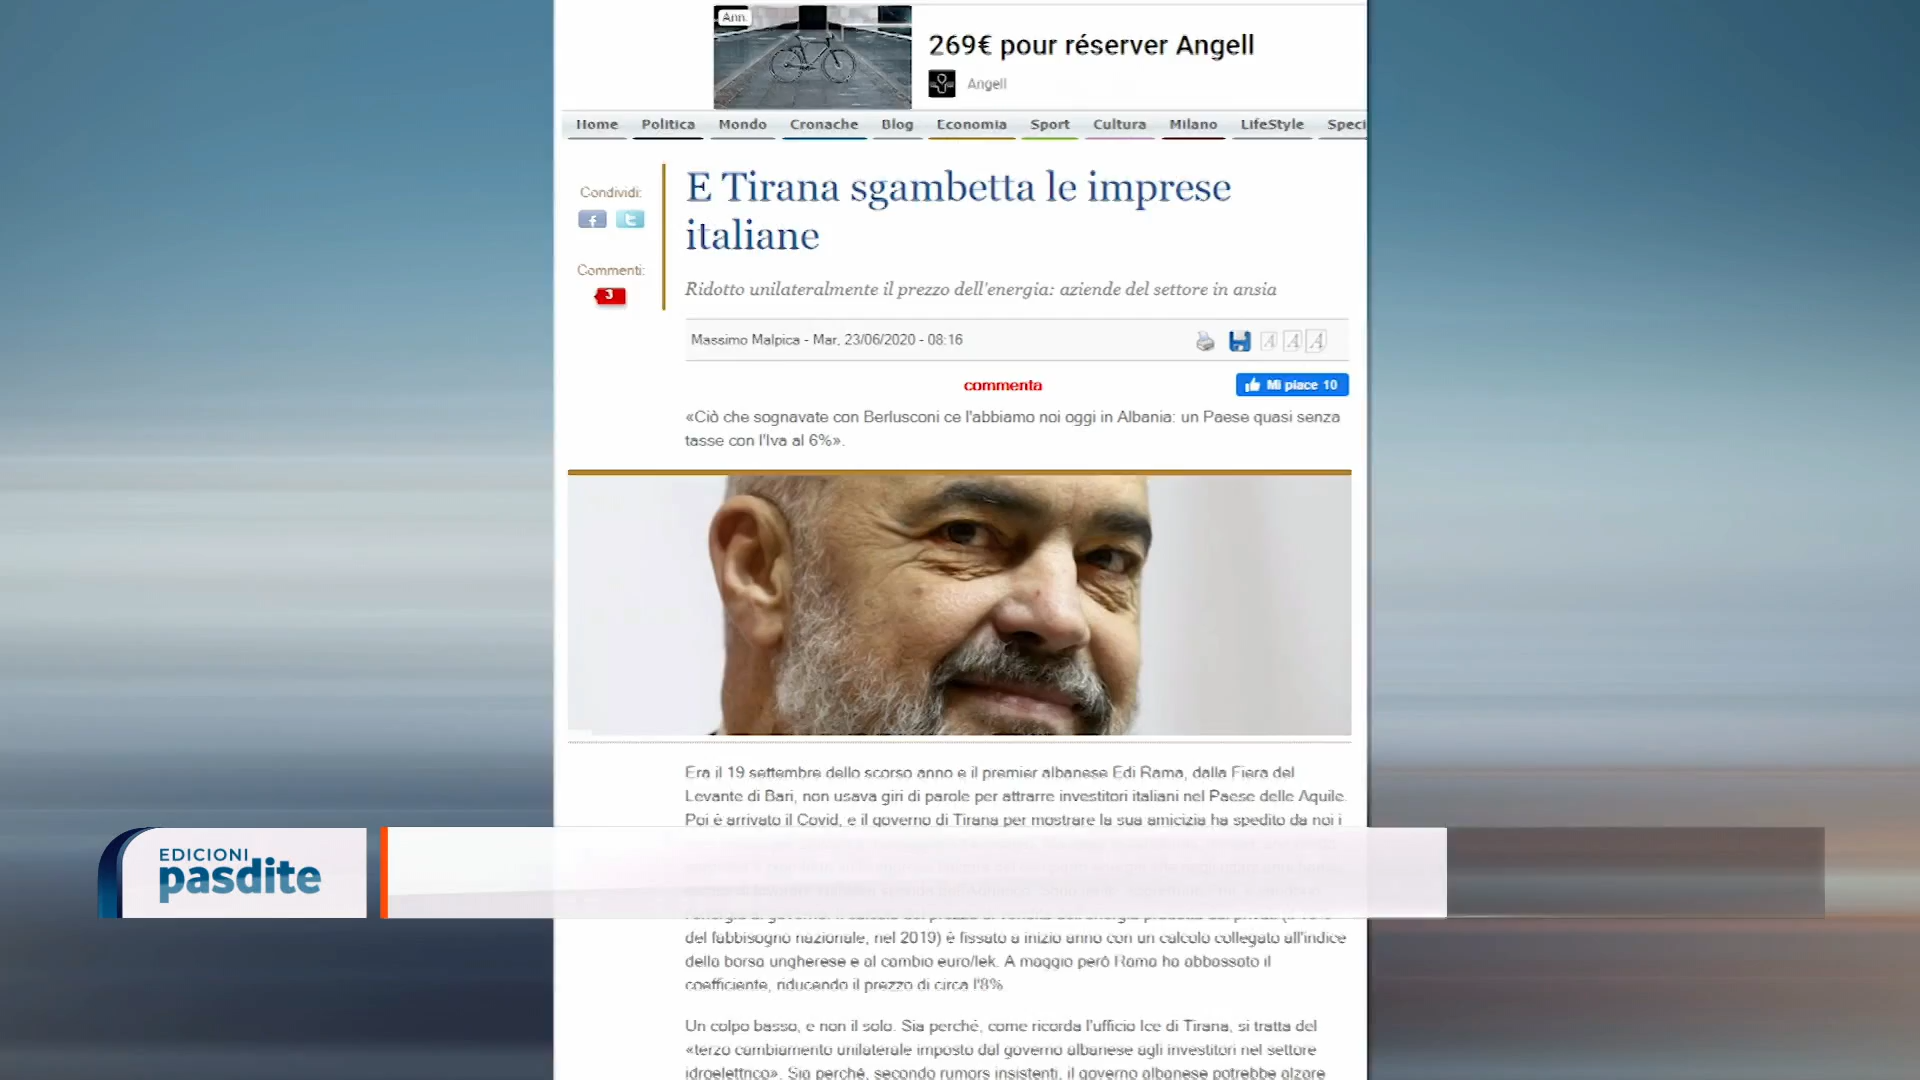 Ann.
269€ pour réserver Angell
Angell
Home Politica Mondo Cronache Blog Economia Sport Cultura Milano LifeStyle Speci
Condividi:
E Tirana sgambetta le imprese
italiane
Commenti:
3
Ridotto unilateralmente il prezzo dell'energia: aziende del settore in ansia
Massimo Malpica - Mar, 23/06/2020 - 08:16
commenta
Mi piace 10
«Ciò che sognavate con Berlusconi ce l'abbiamo noi oggi in Albania: un Paese quasi senza
tasse con l'Iva al 6%».
Era il 19 settembre dello scorso anno e il premier albanese Edi Rama, dalla Fiera del
Levante di Bari, non usava giri di parole per attrarre investitori italiani nel Paese delle Aquile.
Poi è arrivato il Covid, e il governo di Tirana per mostrare la sua amicizia ha spedito da noi i
EDICIONI
pasdite
del fabbisogno nazionale, nel 2019) è fissato a inizio anno con un calcolo collegato all'indice
della borsa ungherese e al cambio euro/lek. A maggio però Rama ha abbassato il
coefficiente, riducendo il prezzo di circa l'8%
Un colpo basso, e non il solo. Sia perché, come ricorda l'ufficio Ice di Tirana, si tratta del
«terzo cambiamento unilaterale imposto dal governo albanese agli investitori nel settore
idroelettrico». Sia perché, secondo rumors insistenti, il governo albanese potrebbe alzare